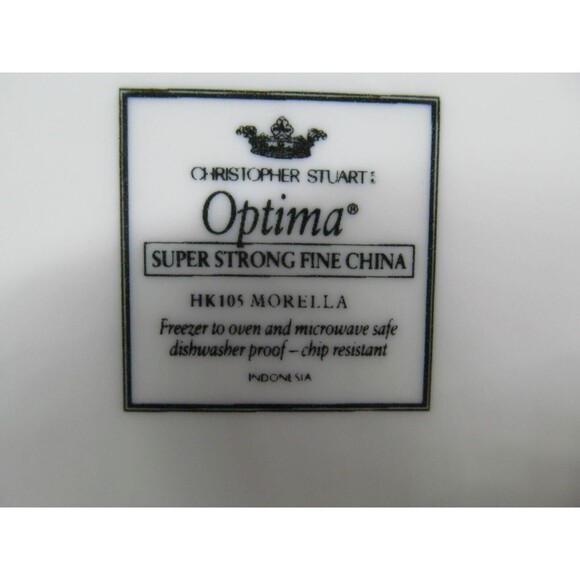 CHRISTOPHER STUART
Optima®
SUPER STRONG FINE CHINA
HK105 MORELLA
Freezer to oven and microwave safe
dishwasher proof – chip resistant
INDONESIA